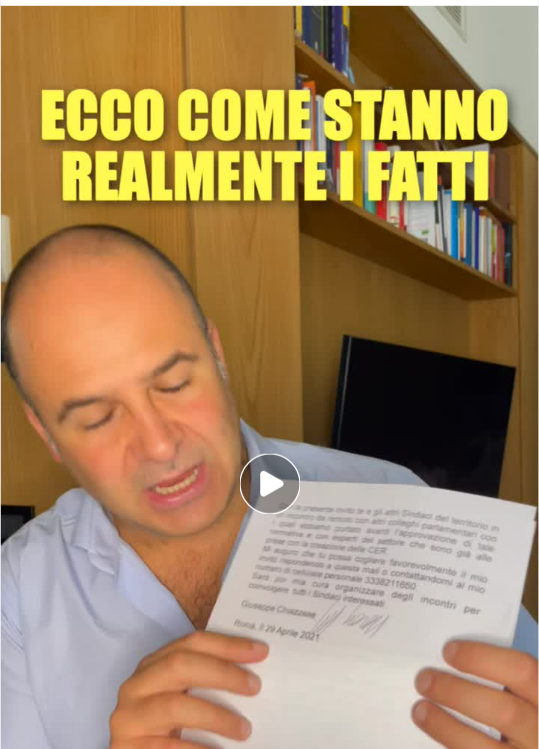 ECCO COME STANNO
REALMENTE I FATTI
la presente invito te e gli altri Sindaci del territorio in
incontro da remoto con altri colleghi parlamentari con
i quali abbiamo portato avanti l'approvazione di tale
normativa e con esperti del settore che sono già alle
prese con la creazione delle CER.
Mi auguro che tu possa cogliere favorevolmente il mio
invito rispondendo a questa mail o contattandomi al mio
numero di cellulare personale 3338211650.
Sarà poi mia cura organizzare degli incontri per
coinvolgere tutti i Sindaci interessati.
Giuseppe Chiazzese
Roma, il 29 Aprile 2021